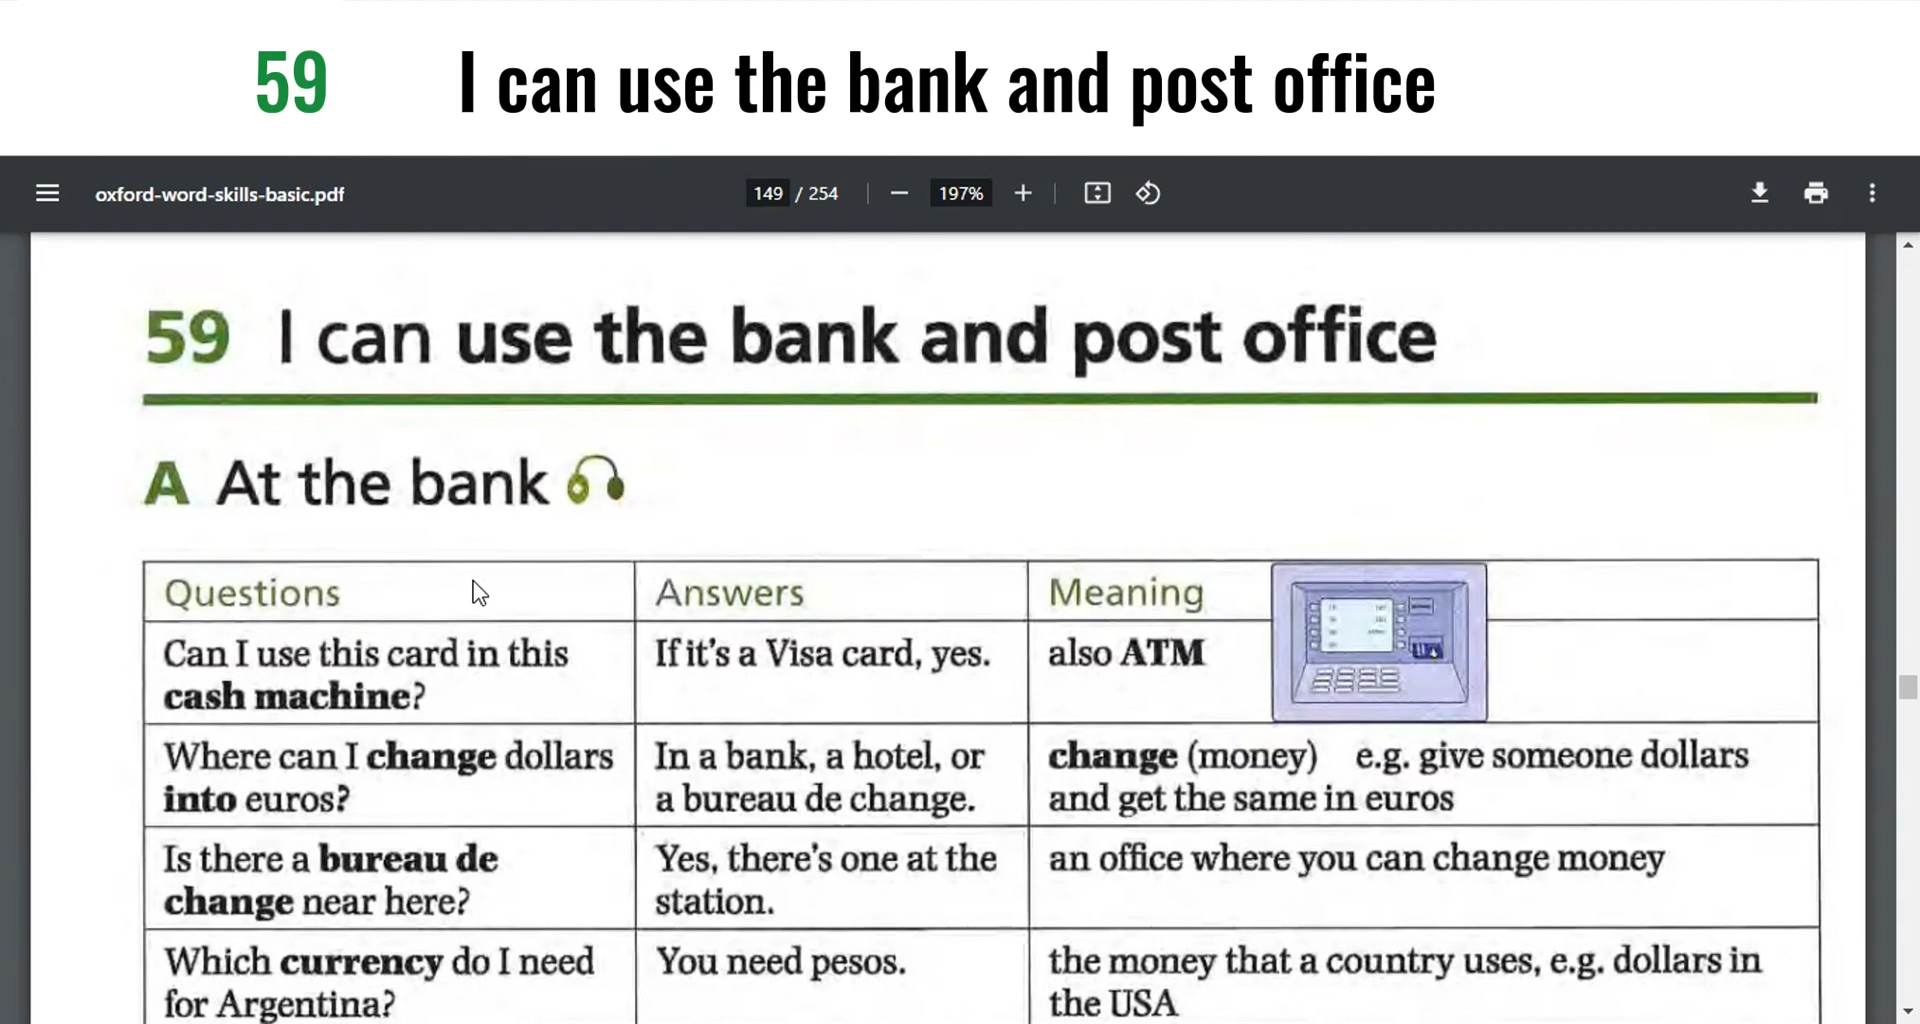 59 I can use the bank and post office
oxford-word-skills-basic.pdf 149 / 254 197%
59 I can use the bank and post office
A At the bank
Questions Answers Meaning
Can I use this card in this If it's a Visa card, yes. also ATM
cash machine?
Where can I change dollars In a bank, a hotel, or change (money) e.g. give someone dollars
into euros? a bureau de change. and get the same in euros
Is there a bureau de Yes, there's one at the an office where you can change money
change near here? station.
Which currency do I need You need pesos. the money that a country uses, e.g. dollars in
for Argentina? the USA